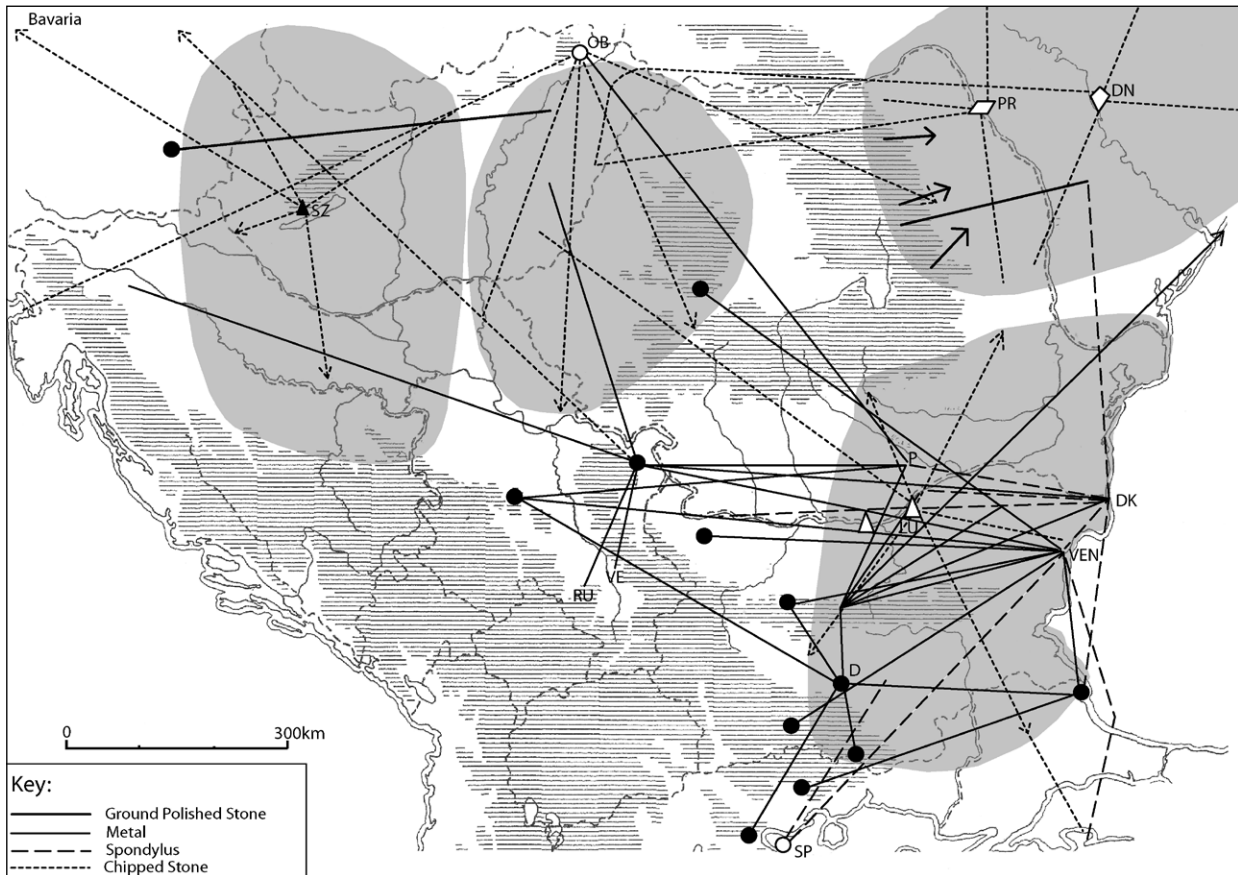 Bavaria
OB
PR
DN
SZ
P
DK
LU
VEN
VE
RU
D
0 300km
Key:
Ground Polished Stone
Metal
Spondylus
Chipped Stone
SP